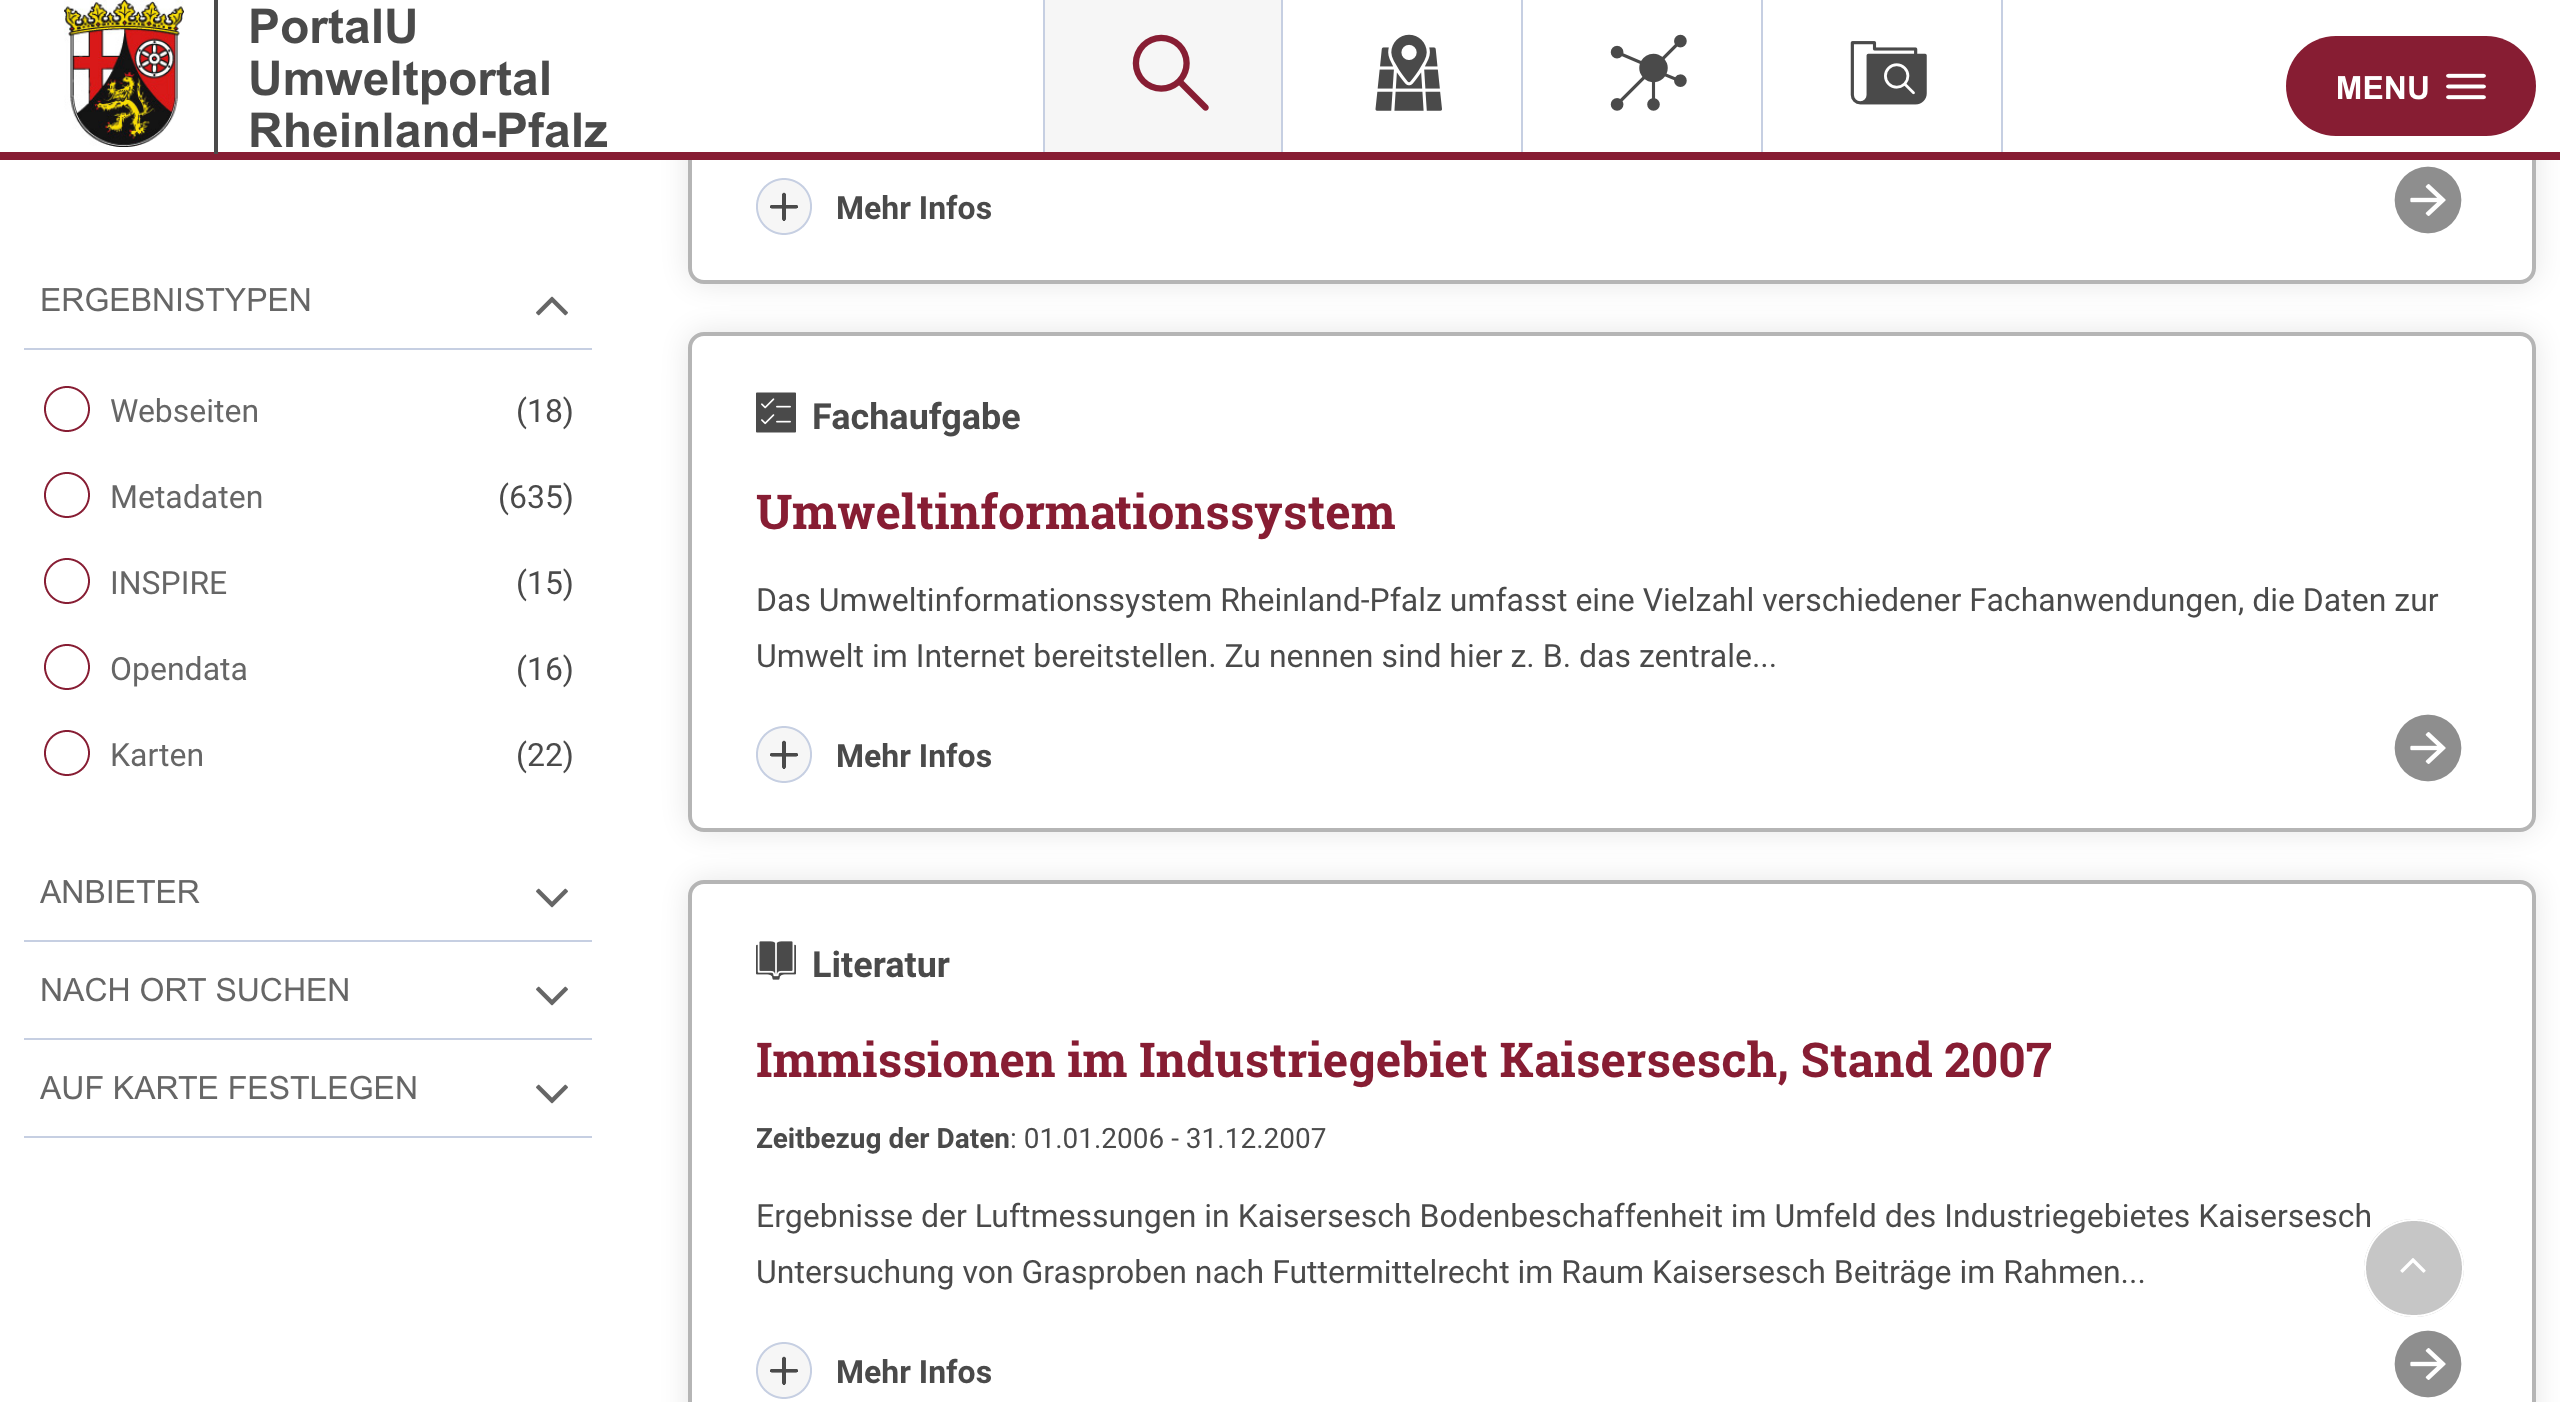 PortalU
Umweltportal
Rheinland-Pfalz
MENU
ERGEBNISTYPEN
Webseiten (18)
Metadaten (635)
INSPIRE (15)
Opendata (16)
Karten (22)
ANBIETER
NACH ORT SUCHEN
AUF KARTE FESTLEGEN
Mehr Infos
Fachaufgabe
Umweltinformationssystem
Das Umweltinformationssystem Rheinland-Pfalz umfasst eine Vielzahl verschiedener Fachanwendungen, die Daten zur
Umwelt im Internet bereitstellen. Zu nennen sind hier z. B. das zentrale...
Mehr Infos
Literatur
Immissionen im Industriegebiet Kaisersesch, Stand 2007
Zeitbezug der Daten: 01.01.2006 - 31.12.2007
Ergebnisse der Luftmessungen in Kaisersesch Bodenbeschaffenheit im Umfeld des Industriegebietes Kaisersesch
Untersuchung von Grasproben nach Futtermittelrecht im Raum Kaisersesch Beiträge im Rahmen...
Mehr Infos